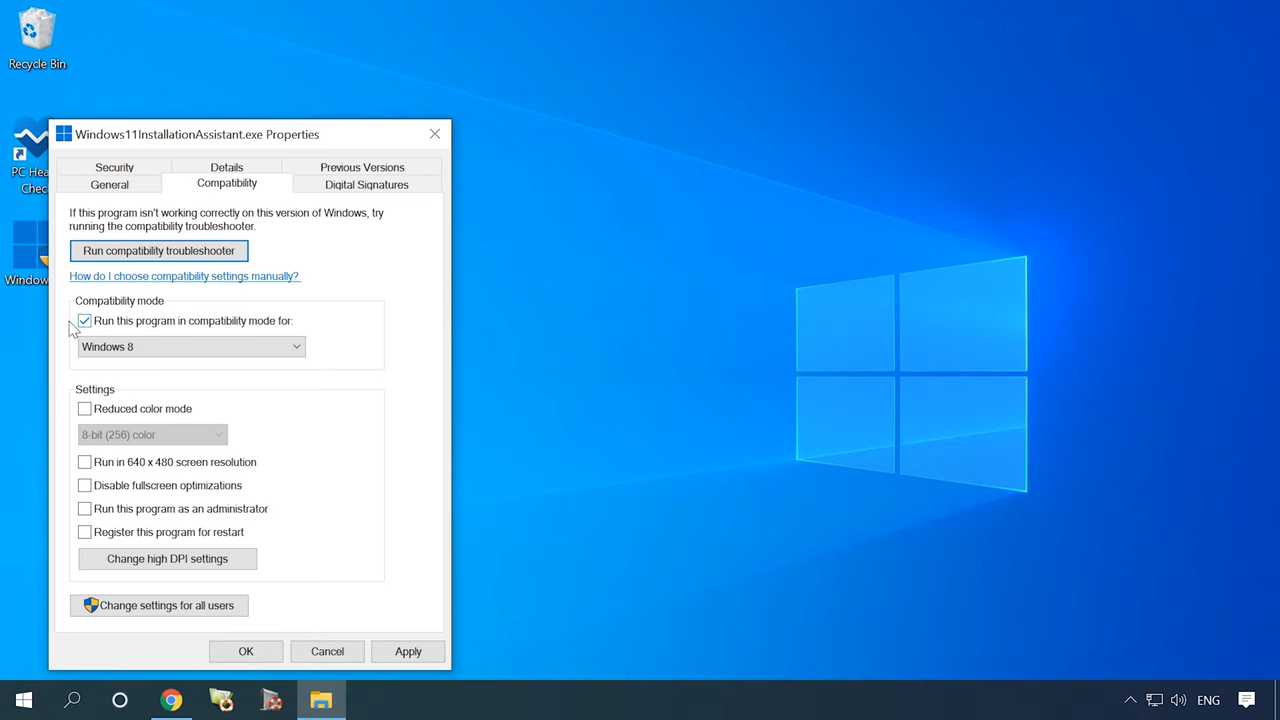 Recycle Bin
PC Hea
Chec
Windows
Windows11InstallationAssistant.exe Properties
Security
Details
Previous Versions
General
Compatibility
Digital Signatures
If this program isn't working correctly on this version of Windows, try
running the compatibility troubleshooter.
Run compatibility troubleshooter
How do I choose compatibility settings manually?
Compatibility mode
Run this program in compatibility mode for:
Windows 8
Settings
Reduced color mode
8-bit (256) color
Run in 640 x 480 screen resolution
Disable fullscreen optimizations
Run this program as an administrator
Register this program for restart
Change high DPI settings
Change settings for all users
OK
Cancel
Apply
ENG